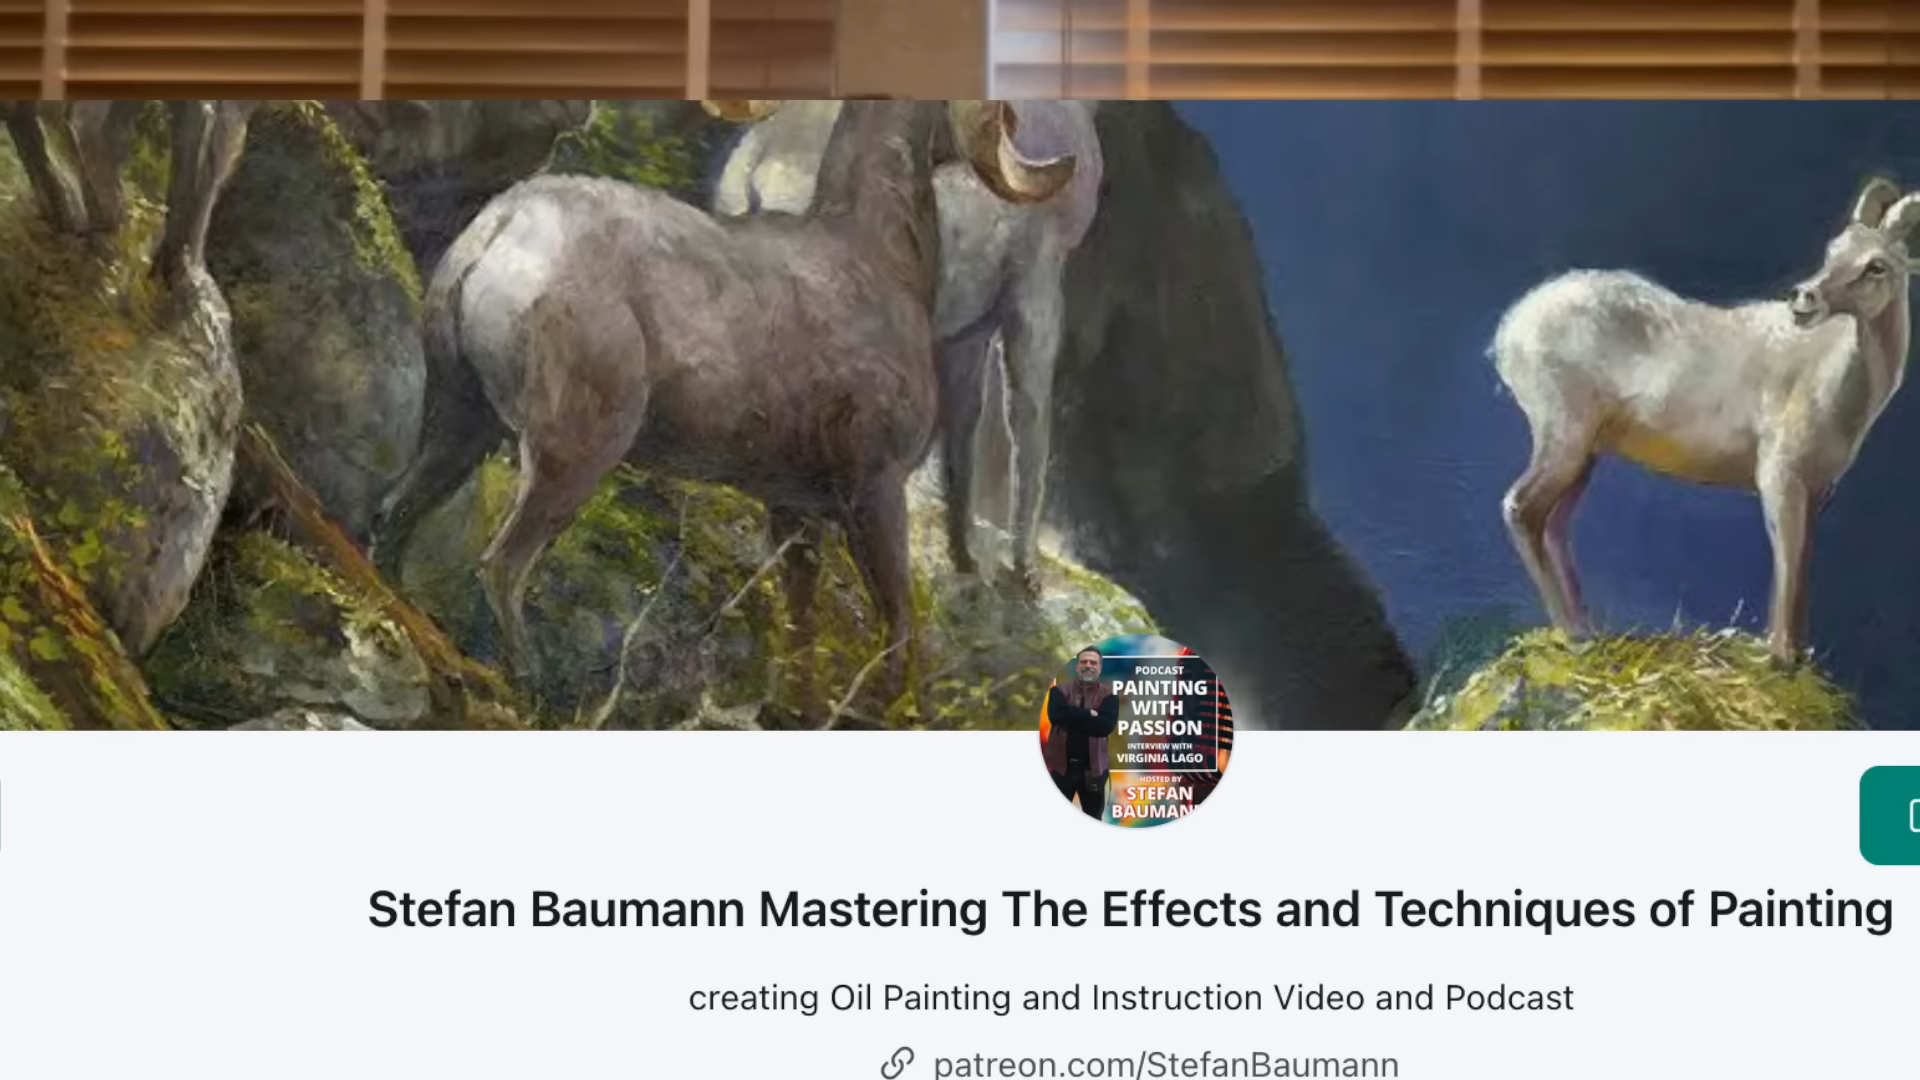 PODCAST
PAINTING
WITH
PASSION
INTERVIEW WITH
VIRGINIA LAGO
HOSTED BY
STEFAN
BAUMAN
Stefan Baumann Mastering The Effects and Techniques of Painting
creating Oil Painting and Instruction Video and Podcast
patreon.com/StefanBaumann